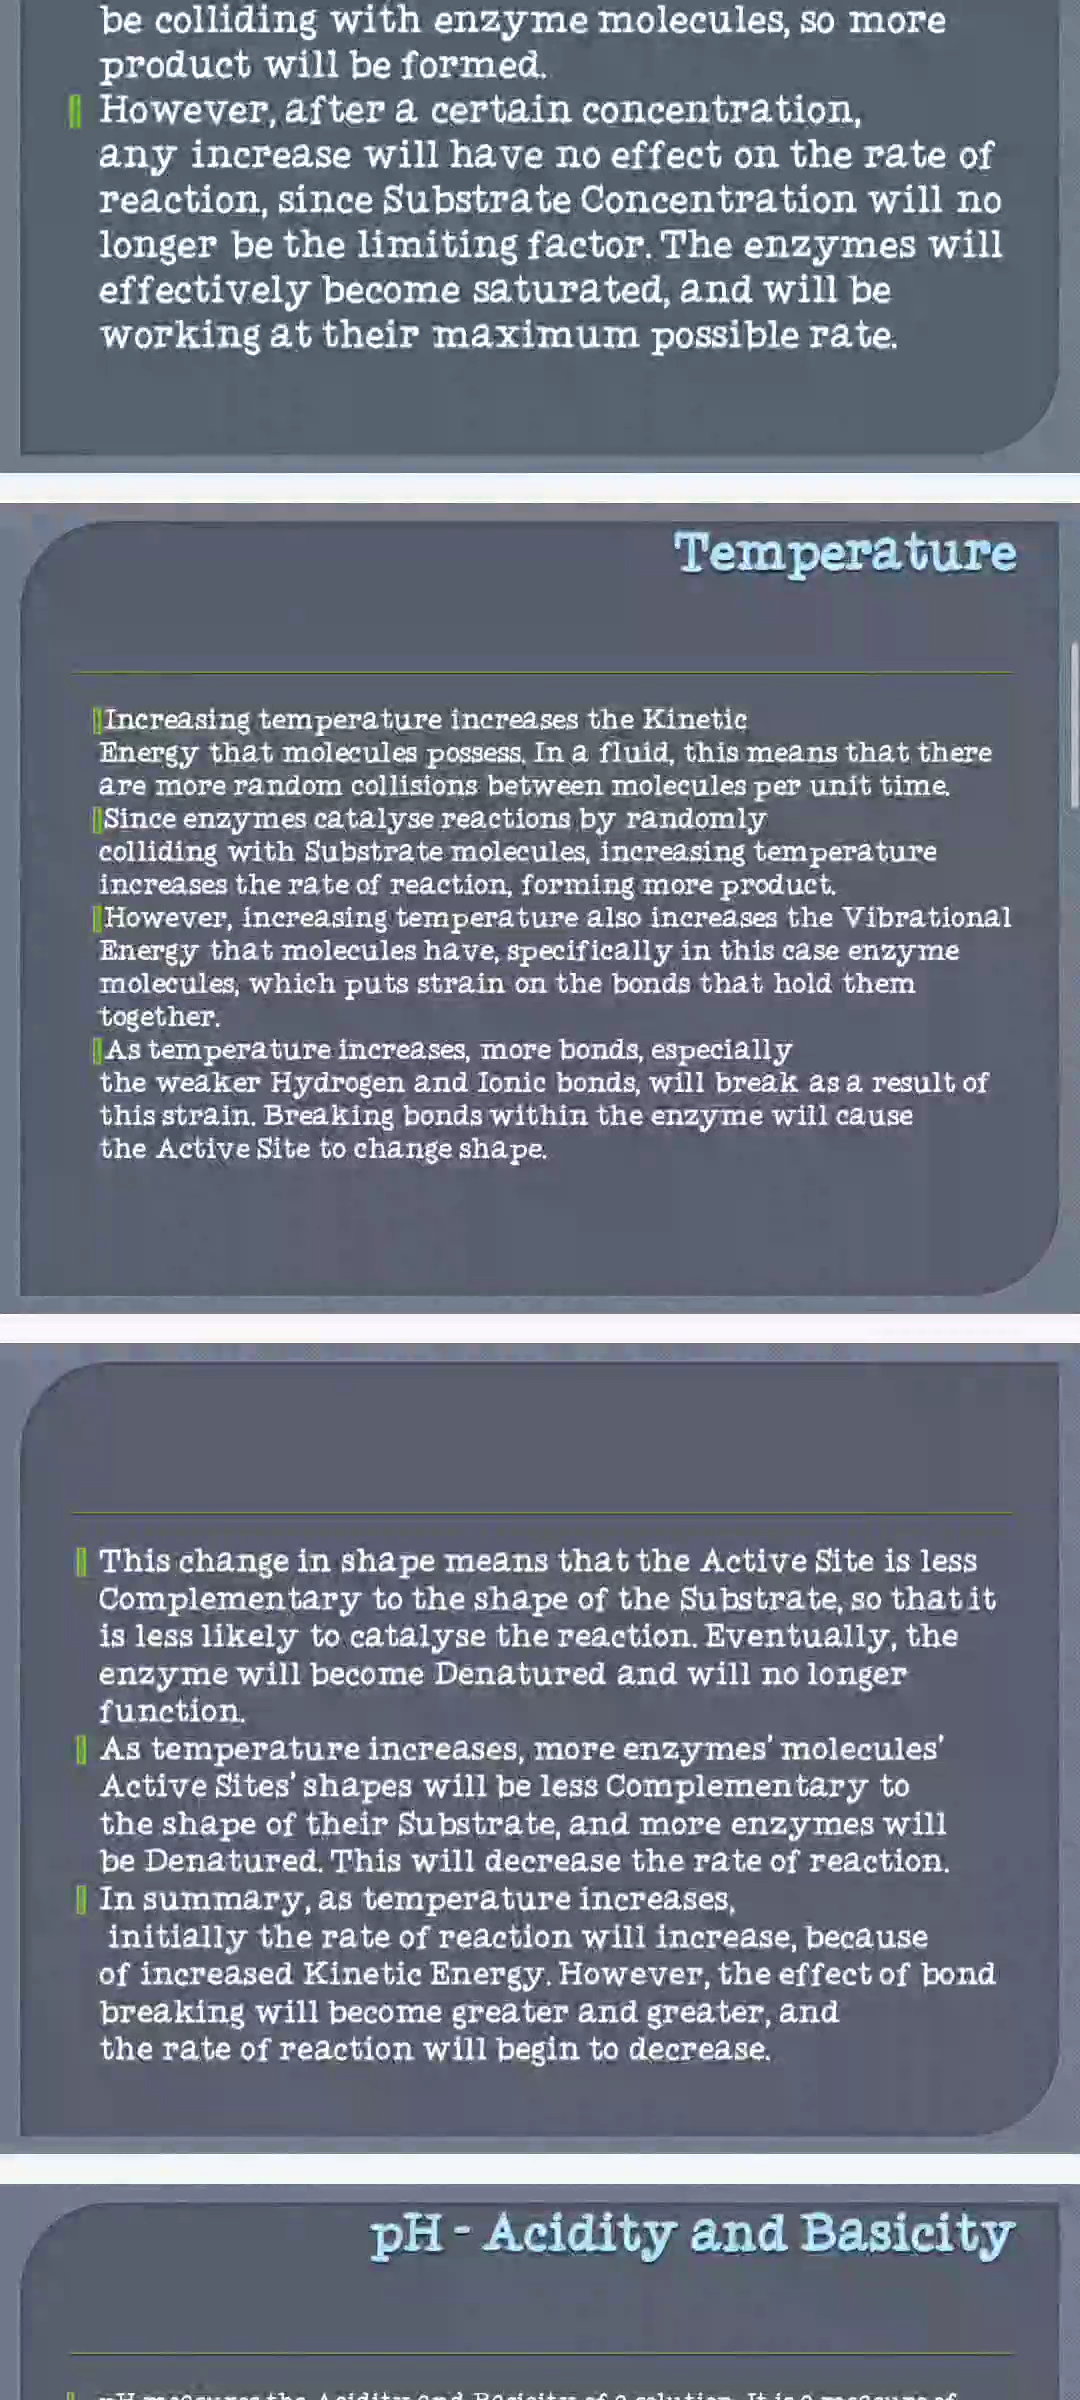 be colliding with enzyme molecules, so more
product will be formed.
However, after a certain concentration,
any increase will have no effect on the rate of
reaction, since Substrate Concentration will no
longer be the limiting factor. The enzymes will
effectively become saturated, and will be
working at their maximum possible rate.
Temperature
Increasing temperature increases the Kinetic
Energy that molecules possess. In a fluid, this means that there
are more random collisions between molecules per unit time.
Since enzymes catalyse reactions by randomly
colliding with Substrate molecules, increasing temperature
increases the rate of reaction, forming more product.
However, increasing temperature also increases the Vibrational
Energy that molecules have, specifically in this case enzyme
molecules, which puts strain on the bonds that hold them
together.
As temperature increases, more bonds, especially
the weaker Hydrogen and Ionic bonds, will break as a result of
this strain. Breaking bonds within the enzyme will cause
the Active Site to change shape.
This change in shape means that the Active Site is less
Complementary to the shape of the Substrate, so that it
is less likely to catalyse the reaction. Eventually, the
enzyme will become Denatured and will no longer
function.
As temperature increases, more enzymes' molecules'
Active Sites' shapes will be less Complementary to
the shape of their Substrate, and more enzymes will
be Denatured. This will decrease the rate of reaction.
In summary, as temperature increases,
initially the rate of reaction will increase, because
of increased Kinetic Energy. However, the effect of bond
breaking will become greater and greater, and
the rate of reaction will begin to decrease.
pH - Acidity and Basicity
pH measures the Acidity and Basicity of a solution. It is a measure of